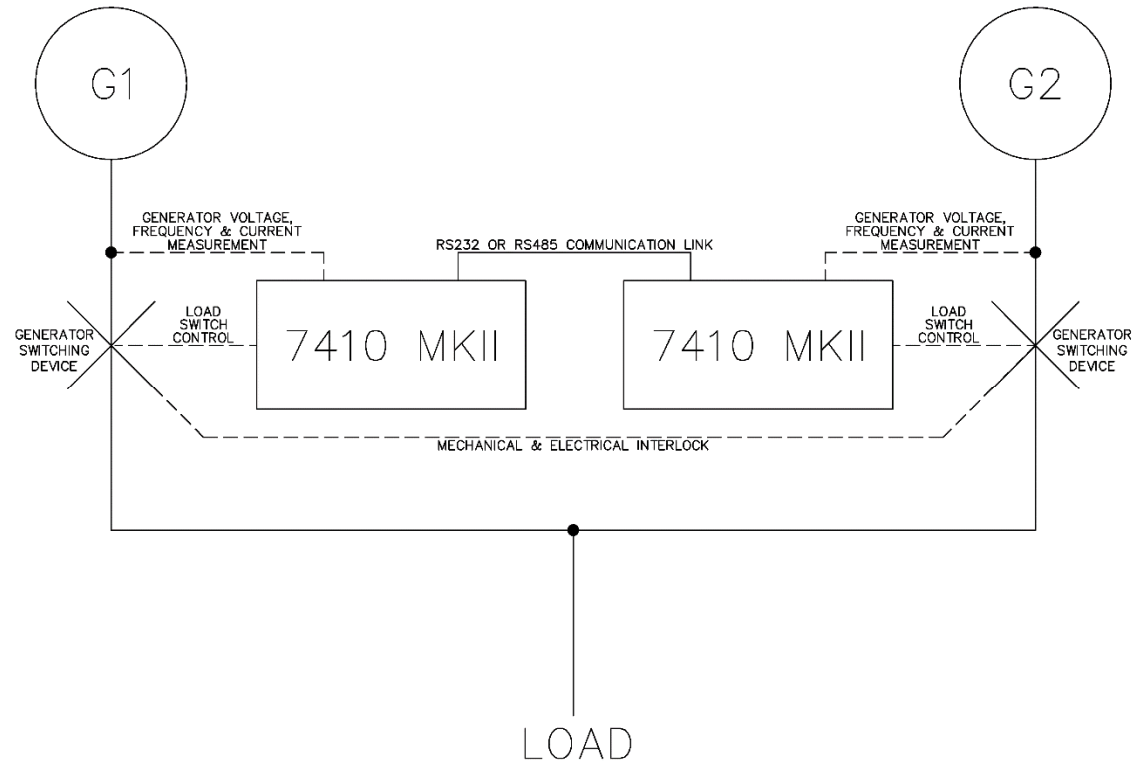 G1
G2
GENERATOR VOLTAGE,
FREQUENCY & CURRENT
MEASUREMENT
RS232 OR RS485 COMMUNICATION LINK
GENERATOR VOLTAGE,
FREQUENCY & CURRENT
MEASUREMENT
GENERATOR
SWITCHING
DEVICE
LOAD
SWITCH
CONTROL
7410 MKII
7410 MKII
LOAD
SWITCH
CONTROL
GENERATOR
SWITCHING
DEVICE
MECHANICAL & ELECTRICAL INTERLOCK
LOAD